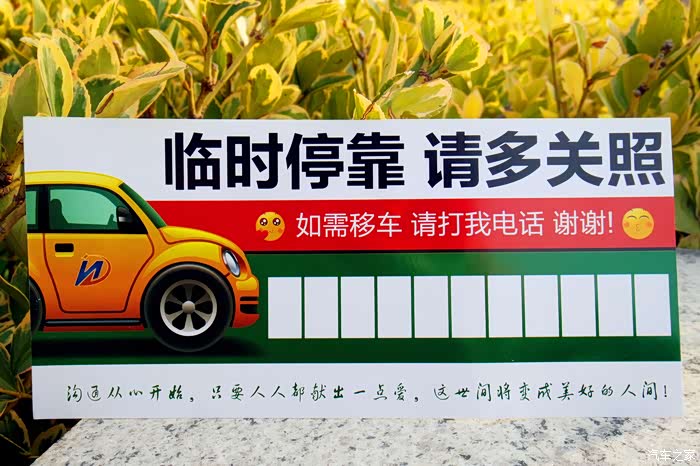 临时停靠 请多关照
如需移车 请打我电话 谢谢!
沟通从心开始，只要人人都献出一点爱，这世间将变成美好的人间！
汽车之家